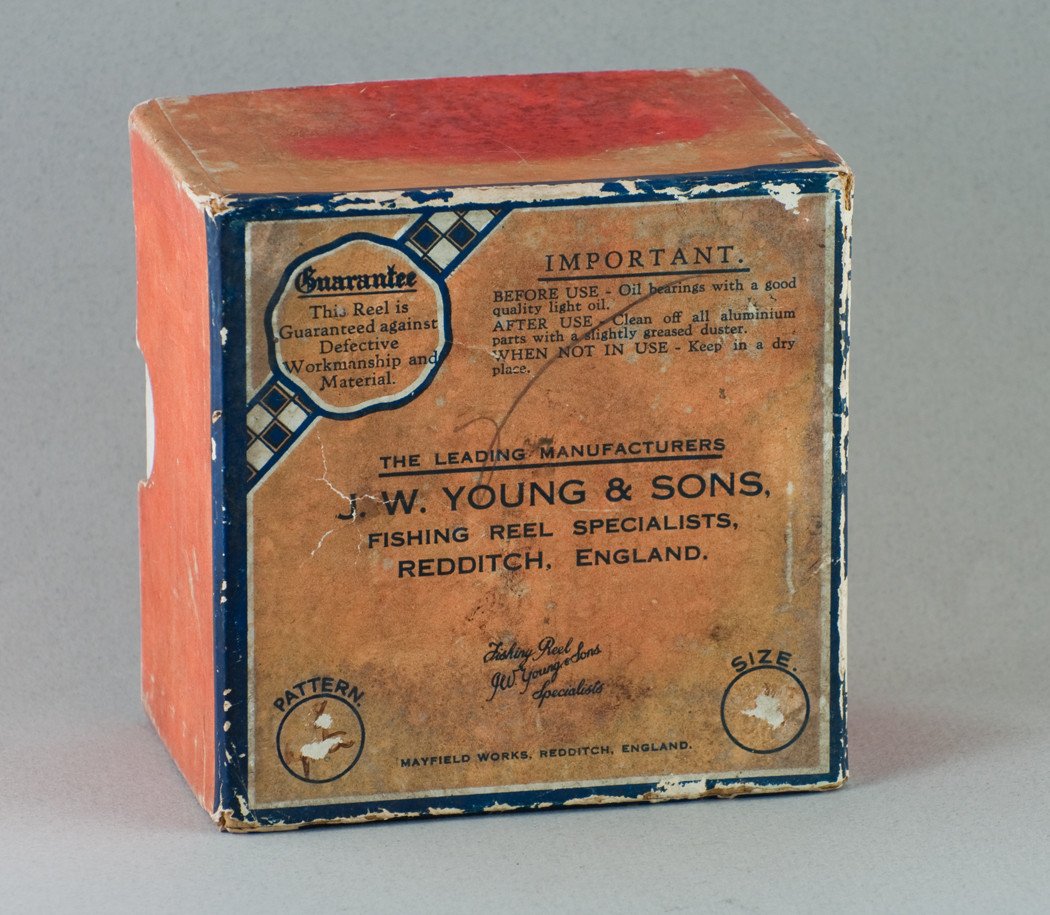 Guarantee
This Reel is
Guaranteed against
Defective
Workmanship and
Material.
IMPORTANT.
BEFORE USE - Oil bearings with a good
quality light oil.
AFTER USE - Clean off all aluminium
parts with a slightly greased duster.
WHEN NOT IN USE - Keep in a dry
place.
THE LEADING MANUFACTURERS
J. W. YOUNG & SONS,
FISHING REEL SPECIALISTS,
REDDITCH, ENGLAND.
Fishing Reel
JW Young & Sons
Specialists
PATTERN.
SIZE.
MAYFIELD WORKS, REDDITCH, ENGLAND.